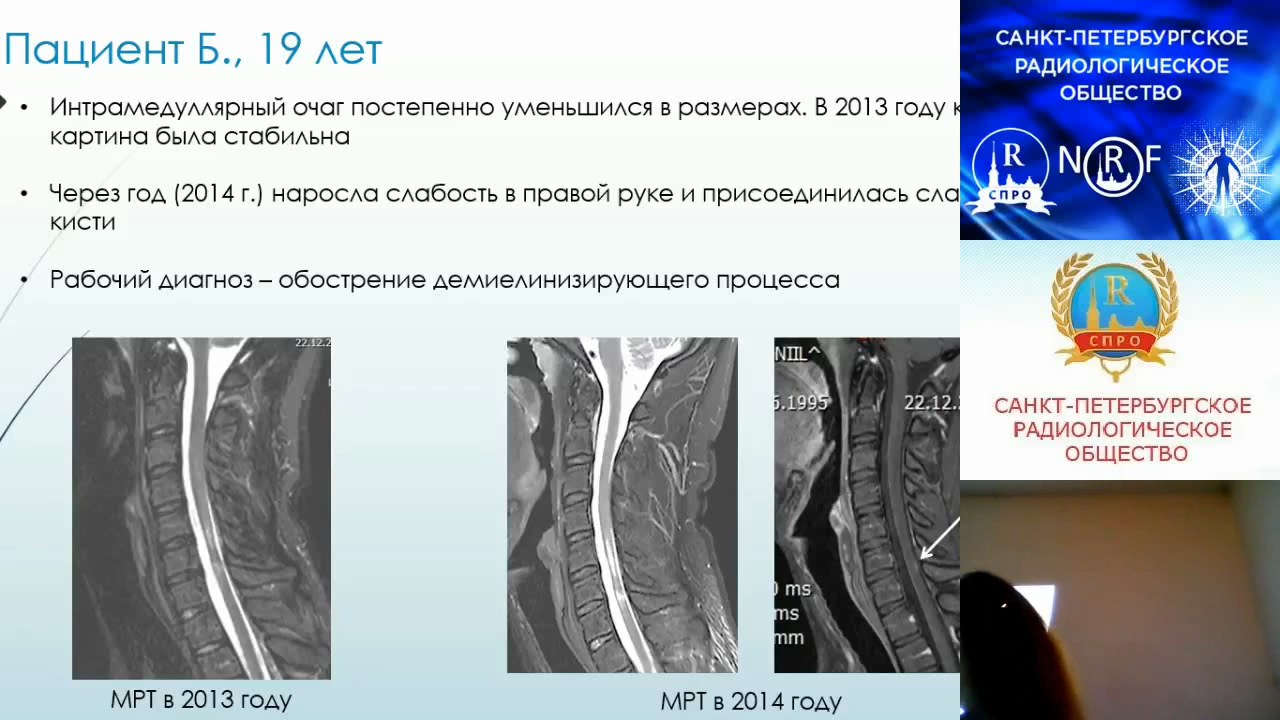 Пациент Б., 19 лет
• Интрамедуллярный очаг постепенно уменьшился в размерах. В 2013 году
картина была стабильна
• Через год (2014 г.) наросла слабость в правой руке и присоединилась
кисти
• Рабочий диагноз – обострение демиелинизирующего процесса
22.12.2
NIIL^
6.1995
22.12.
0 ms
ms
mm
МРТ в 2013 году
МРТ в 2014 году
САНКТ-ПЕТЕРБУРГСКОЕ
РАДИОЛОГИЧЕСКОЕ
ОБЩЕСТВО
R
СПРО
NRF
R
СПРО
САНКТ-ПЕТЕРБУРГСКОЕ
РАДИОЛОГИЧЕСКОЕ
ОБЩЕСТВО